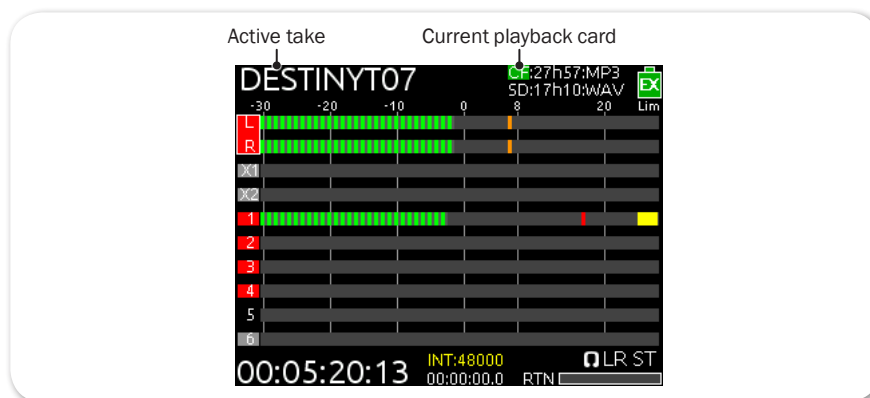 Active take Current playback card
DESTINYT07 CF:27h57:MP3 EX
SD:17h10:WAV
-30 -20 -10 0 8 20 Lim
L
R
X1
X2
1
2
3
4
5
6
00:05:20:13 INT:48000 LR ST
00:00:00.0 RTN